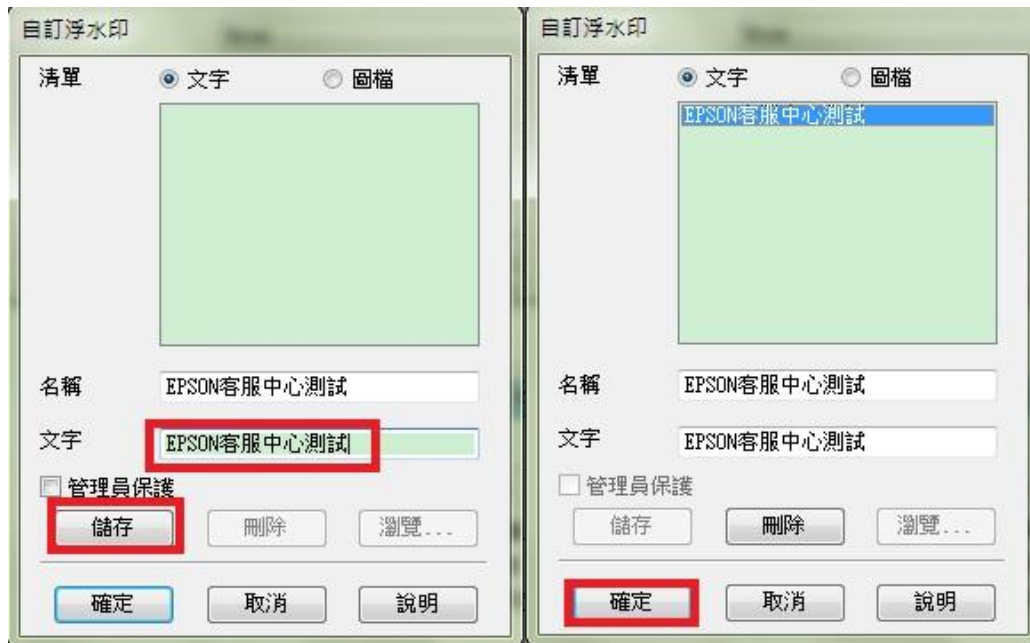 自訂浮水印
清單 文字 圖檔
名稱 EPSON客服中心測試
文字 EPSON客服中心測試
管理員保護
儲存 刪除 瀏覽...
確定 取消 說明
自訂浮水印
清單 文字 圖檔
EPSON客服中心測試
名稱 EPSON客服中心測試
文字 EPSON客服中心測試
管理員保護
儲存 刪除 瀏覽...
確定 取消 說明